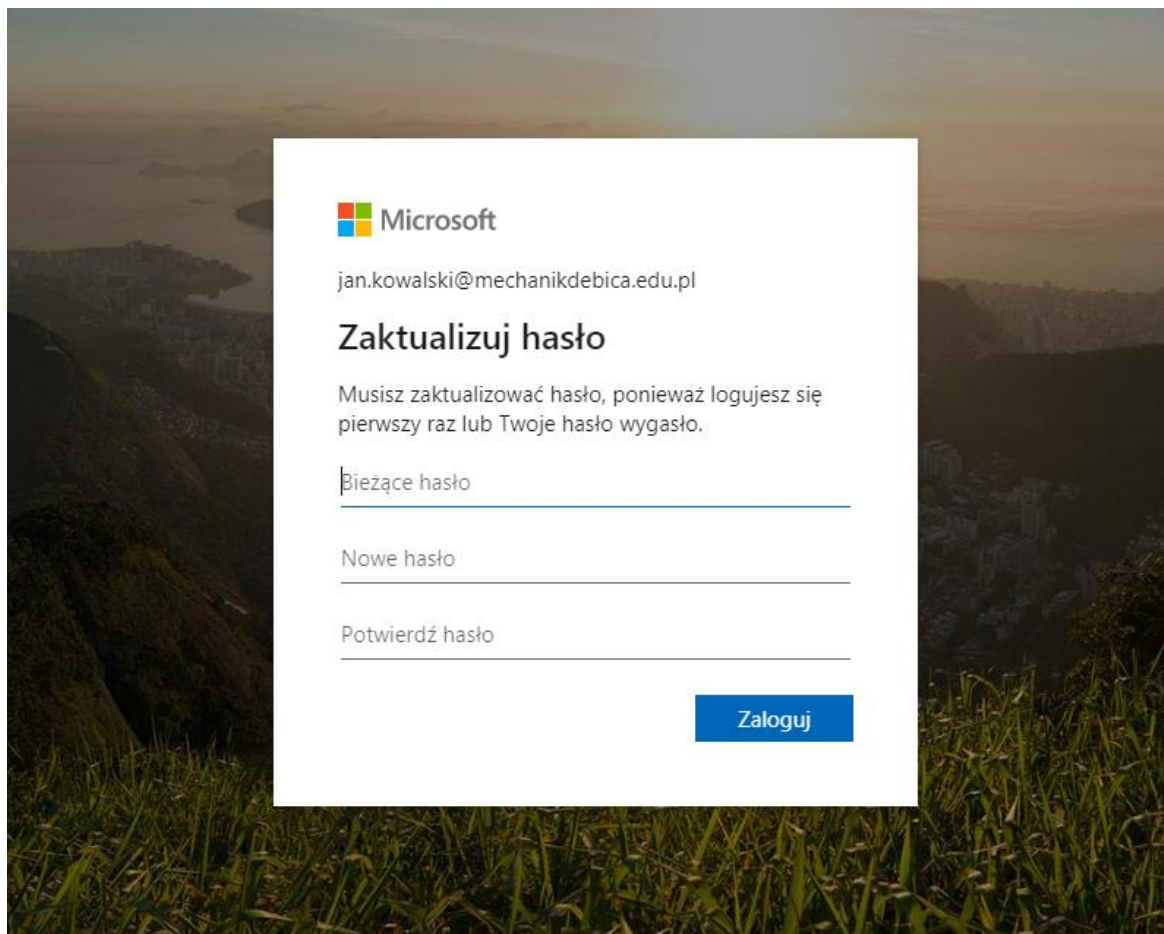 Microsoft
jan.kowalski@mechanikdebica.edu.pl
Zaktualizuj hasło
Musisz zaktualizować hasło, ponieważ logujesz się
pierwszy raz lub Twoje hasło wygasło.
Bieżące hasło
Nowe hasło
Potwierdź hasło
Zaloguj